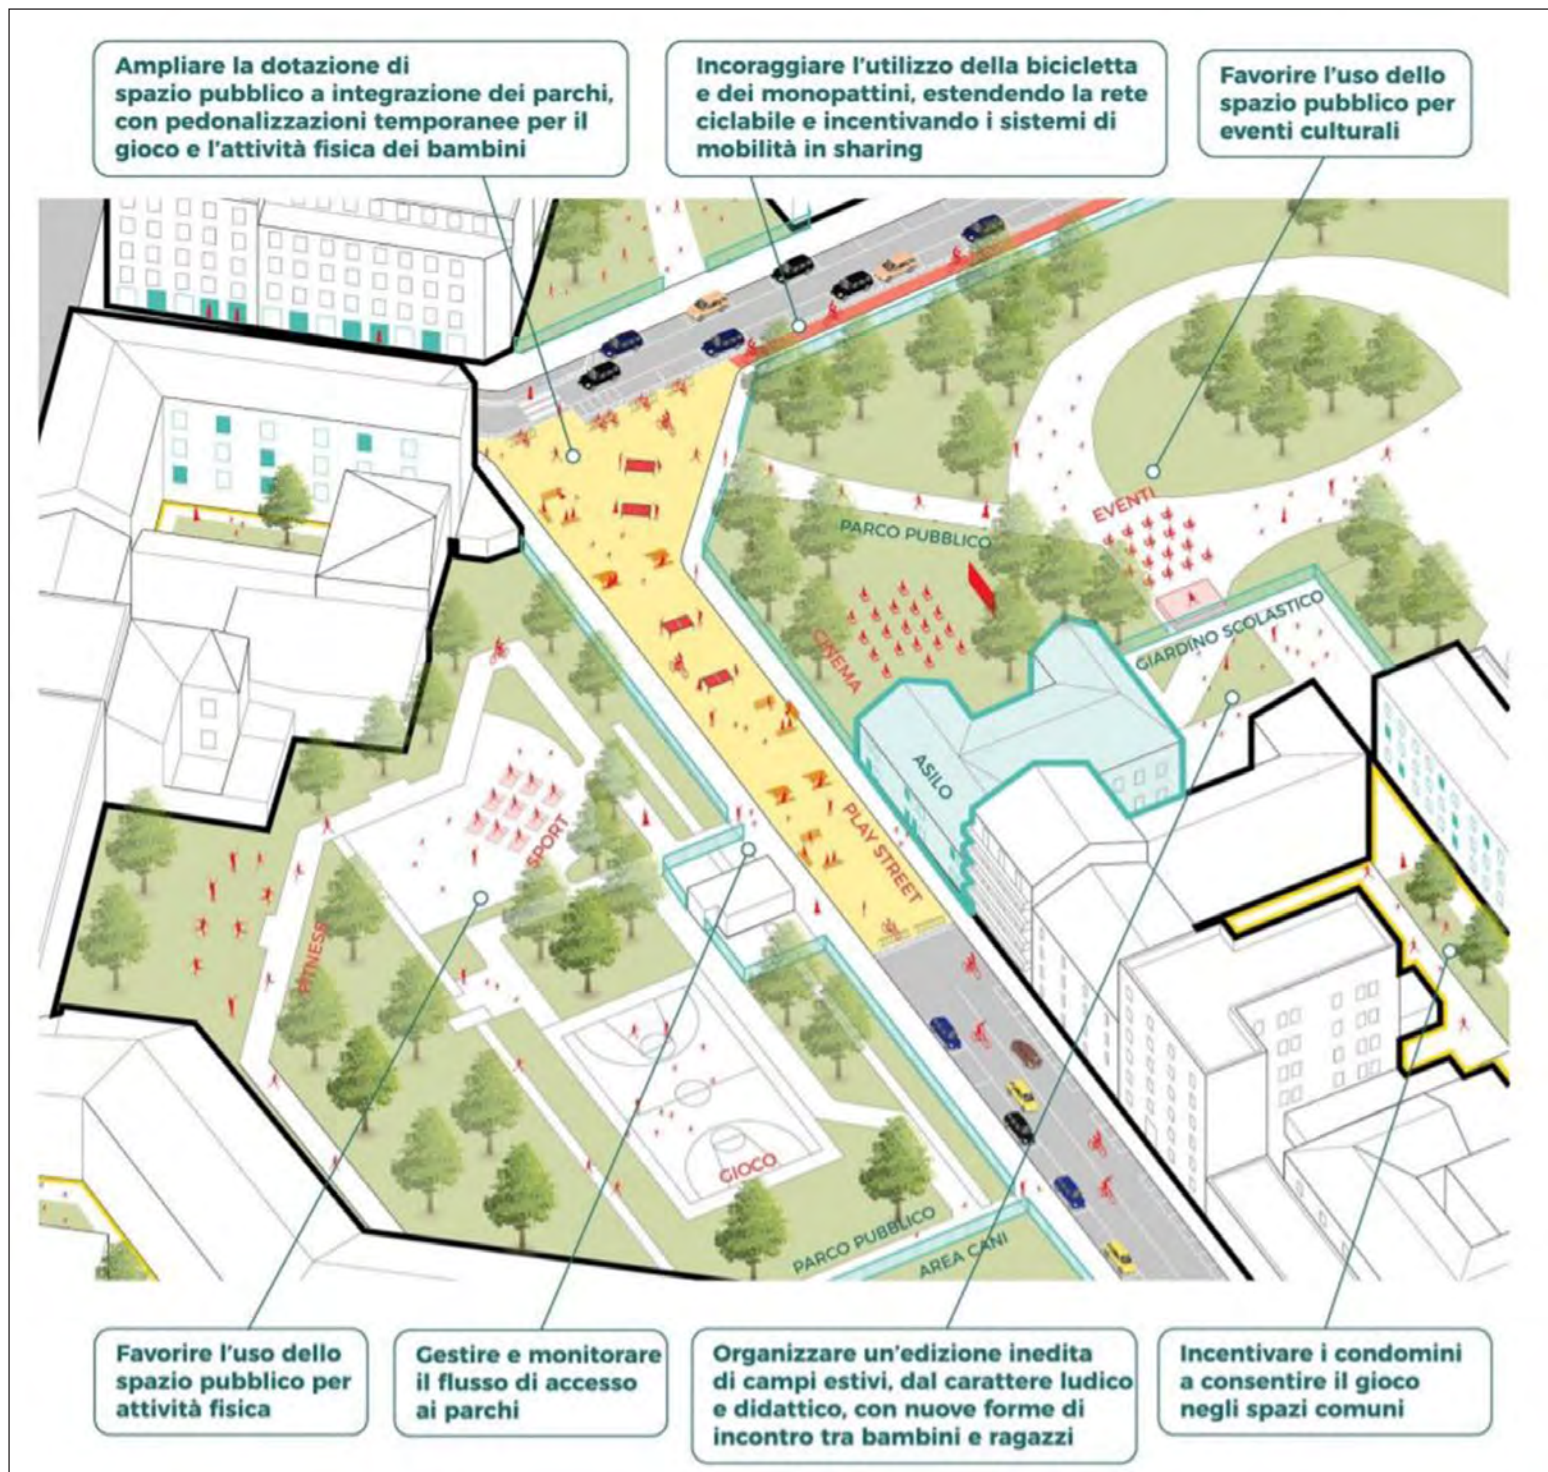 Ampliare la dotazione di
spazio pubblico a integrazione dei parchi,
con pedonalizzazioni temporanee per il
gioco e l'attività fisica dei bambini
Incoraggiare l'utilizzo della bicicletta
e dei monopattini, estendendo la rete
ciclabile e incentivando i sistemi di
mobilità in sharing
Favorire l'uso dello
spazio pubblico per
eventi culturali
EVENTI
PARCO PUBBLICO
CINEMA
GIARDINO SCOLASTICO
ASILO
PLAY STREET
SPORT
FITNESS
GIOCO
PARCO PUBBLICO
AREA CANI
Favorire l'uso dello
spazio pubblico per
attività fisica
Gestire e monitorare
il flusso di accesso
ai parchi
Organizzare un'edizione inedita
di campi estivi, dal carattere ludico
e didattico, con nuove forme di
incontro tra bambini e ragazzi
Incentivare i condomini
a consentire il gioco
negli spazi comuni